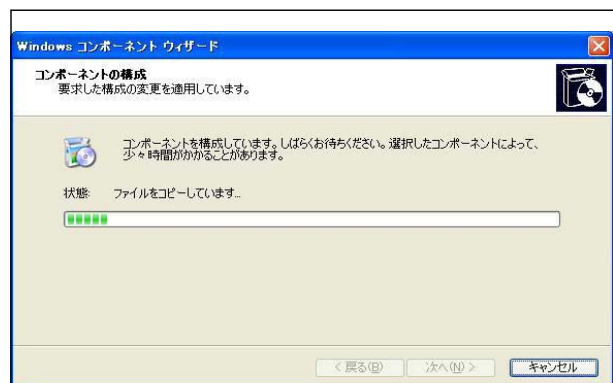 Windows コンポーネント ウィザード
コンポーネントの構成
要求した構成の変更を適用しています。
コンポーネントを構成しています。しばらくお待ちください。選択したコンポーネントによって、
少々時間がかかることがあります。
状態:
ファイルをコピーしています...
< 戻る(B)
次へ(N) >
キャンセル